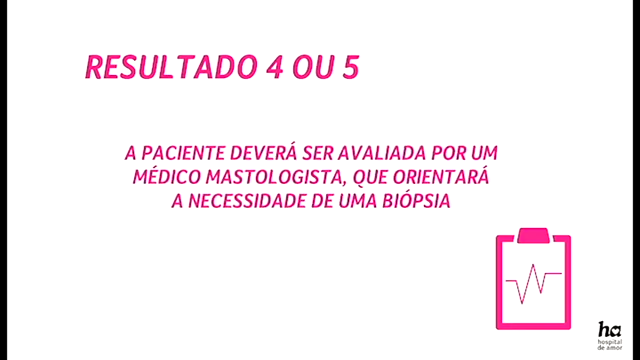 RESULTADO 4 OU 5
A PACIENTE DEVERÁ SER AVALIADA POR UM
MÉDICO MASTOLOGISTA, QUE ORIENTARÁ
A NECESSIDADE DE UMA BIÓPSIA
ha
hospital
de amor